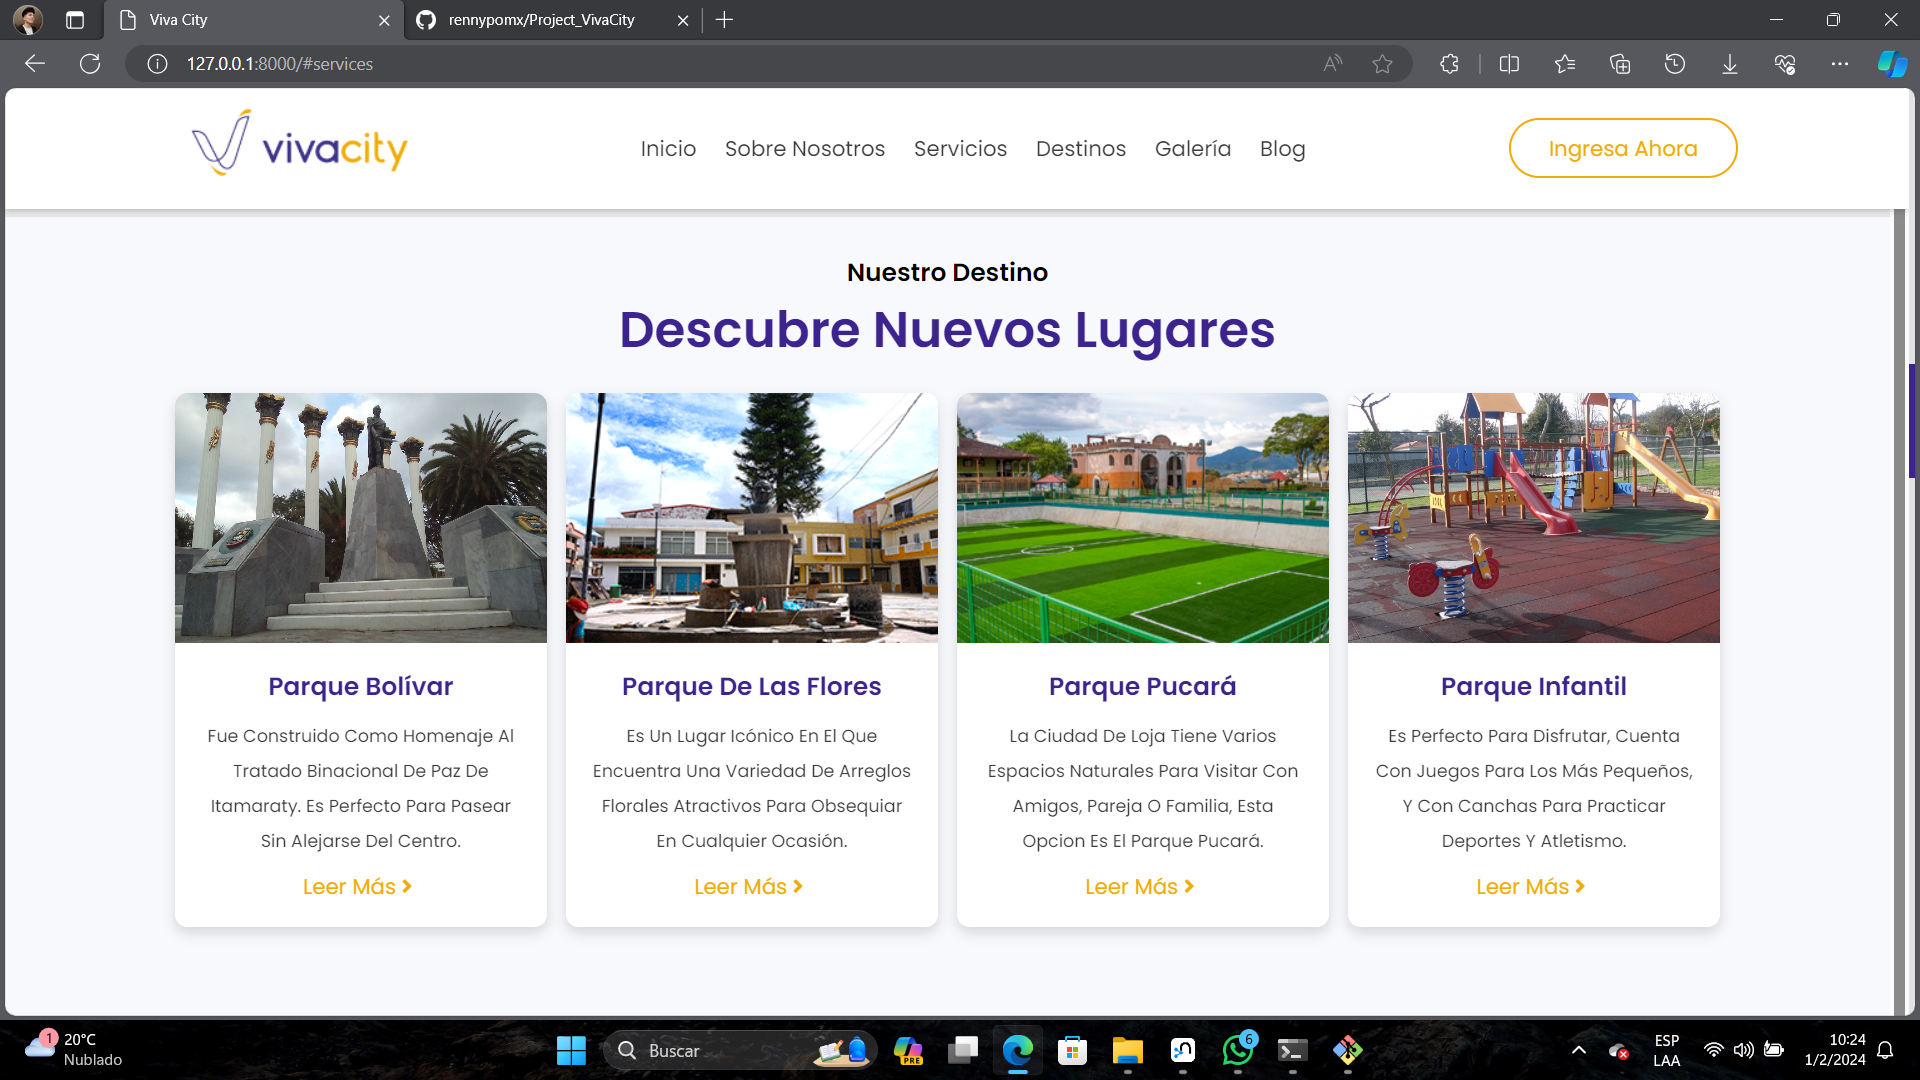 Viva City
rennypomx/Project_VivaCity
127.0.0.1:8000/#services
vivacity
Inicio
Sobre Nosotros
Servicios
Destinos
Galería
Blog
Ingresa Ahora
Nuestro Destino
Descubre Nuevos Lugares
Parque Bolívar
Fue Construido Como Homenaje Al
Tratado Binacional De Paz De
Itamaraty. Es Perfecto Para Pasear
Sin Alejarse Del Centro.
Leer Más
Parque De Las Flores
Es Un Lugar Icónico En El Que
Encuentra Una Variedad De Arreglos
Florales Atractivos Para Obsequiar
En Cualquier Ocasión.
Leer Más
Parque Pucará
La Ciudad De Loja Tiene Varios
Espacios Naturales Para Visitar Con
Amigos, Pareja O Familia, Esta
Opcion Es El Parque Pucará.
Leer Más
Parque Infantil
Es Perfecto Para Disfrutar, Cuenta
Con Juegos Para Los Más Pequeños,
Y Con Canchas Para Practicar
Deportes Y Atletismo.
Leer Más
1
20°C
Nublado
Buscar
PRE
6
ESP
LAA
10:24
1/2/2024